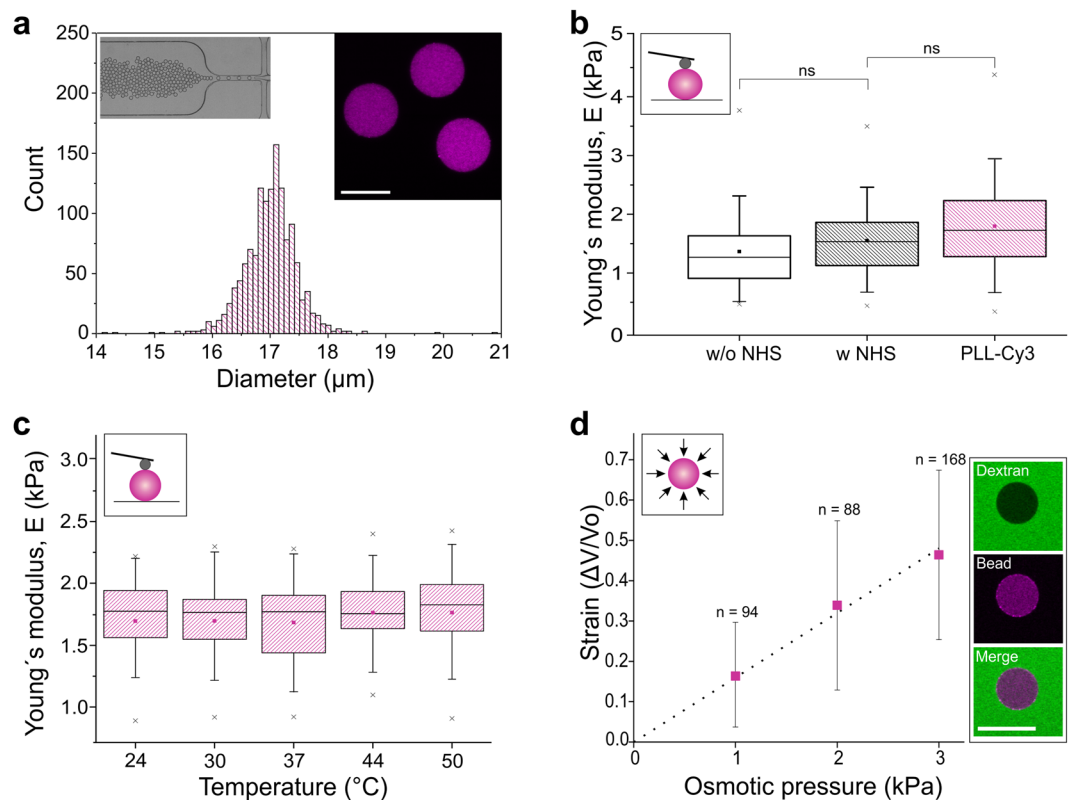 a
250
200
150
100
50
0
Count
14 15 16 17 18 19 20 21
Diameter (µm)
b
5
4
3
2
1
0
Young´s modulus, E (kPa)
ns
ns
w/o NHS w NHS PLL-Cy3
c
3.0
2.5
2.0
1.5
1.0
Young´s modulus, E (kPa)
24 30 37 44 50
Temperature (°C)
d
0.7
0.6
0.5
0.4
0.3
0.2
0.1
0.0
Strain (ΔV/Vo)
n = 94
n = 88
n = 168
0 1 2 3
Osmotic pressure (kPa)
Dextran
Bead
Merge